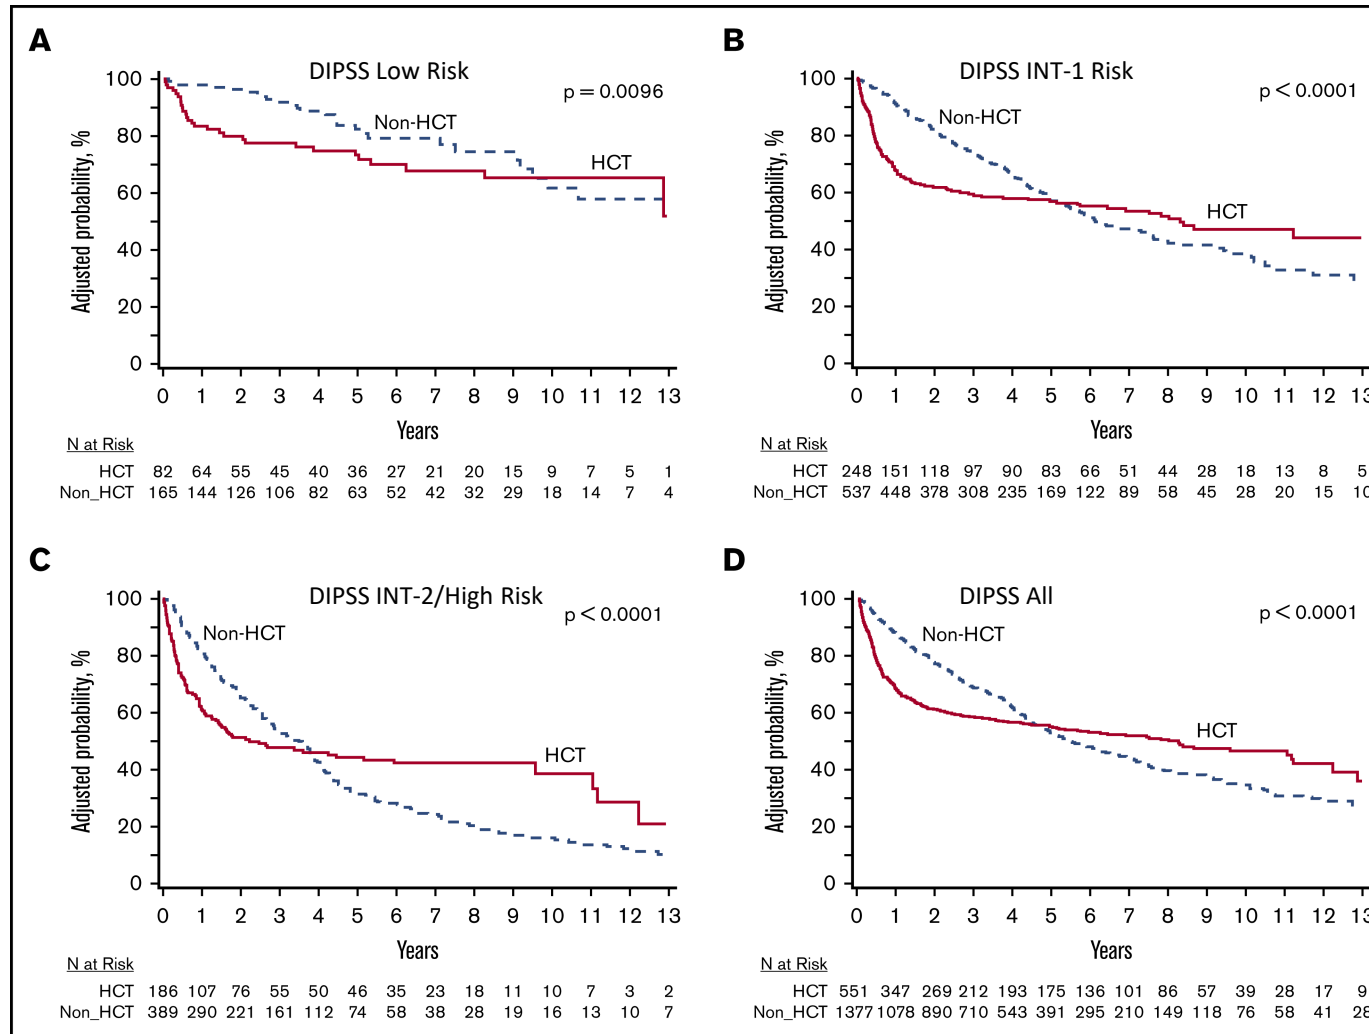 A
DIPSS Low Risk
p = 0.0096
Adjusted probability, %
100
80
60
40
20
0
Non-HCT
HCT
0 1 2 3 4 5 6 7 8 9 10 11 12 13
Years
N at Risk
HCT 82 64 55 45 40 36 27 21 20 15 9 7 5 1
Non_HCT 165 144 126 106 82 63 52 42 32 29 18 14 7 4
B
DIPSS INT-1 Risk
p < 0.0001
Adjusted probability, %
100
80
60
40
20
0
Non-HCT
HCT
0 1 2 3 4 5 6 7 8 9 10 11 12 13
Years
N at Risk
HCT 248 151 118 97 90 83 66 51 44 28 18 13 8 5
Non_HCT 537 448 378 308 235 169 122 89 58 45 28 20 15 10
C
DIPSS INT-2/High Risk
p < 0.0001
Adjusted probability, %
100
80
60
40
20
0
Non-HCT
HCT
0 1 2 3 4 5 6 7 8 9 10 11 12 13
Years
N at Risk
HCT 186 107 76 55 50 46 35 23 18 11 10 7 3 2
Non_HCT 389 290 221 161 112 74 58 38 28 19 16 13 10 7
D
DIPSS All
p < 0.0001
Adjusted probability, %
100
80
60
40
20
0
Non-HCT
HCT
0 1 2 3 4 5 6 7 8 9 10 11 12 13
Years
N at Risk
HCT 551 347 269 212 193 175 136 101 86 57 39 28 17 9
Non_HCT 1377 1078 890 710 543 391 295 210 149 118 76 58 41 28